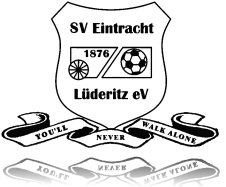 SV Eintracht
1876
Lüderitz eV
YOU'LL NEVER WALK ALONE